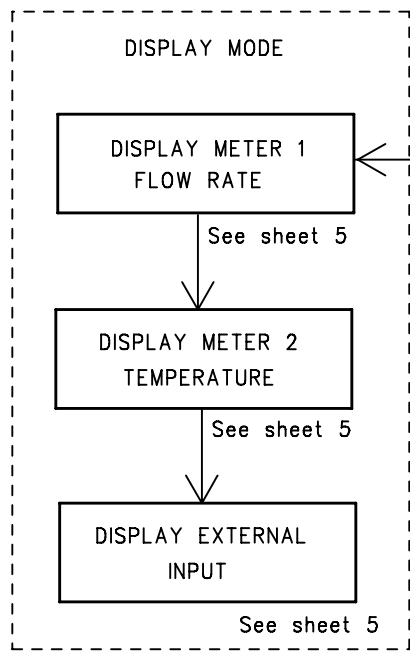 DISPLAY MODE
DISPLAY METER 1
FLOW RATE
See sheet 5
DISPLAY METER 2
TEMPERATURE
See sheet 5
DISPLAY EXTERNAL
INPUT
See sheet 5